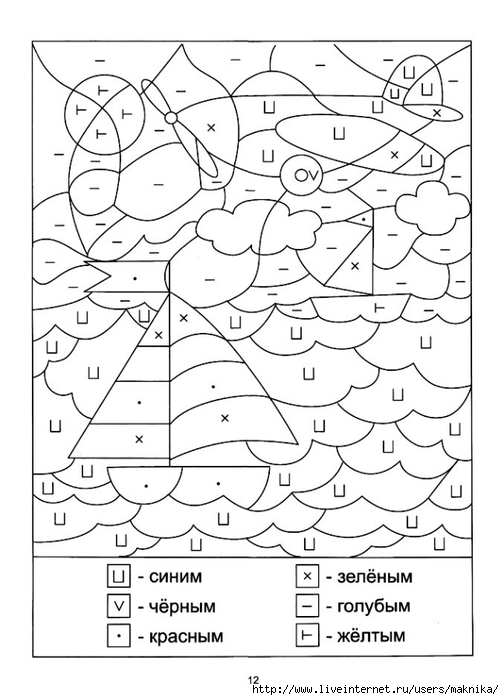 ⊔ - синим
× - зелёным
V - чёрным
– - голубым
· - красным
⊢ - жёлтым
12
http://www.liveinternet.ru/users/maknika/